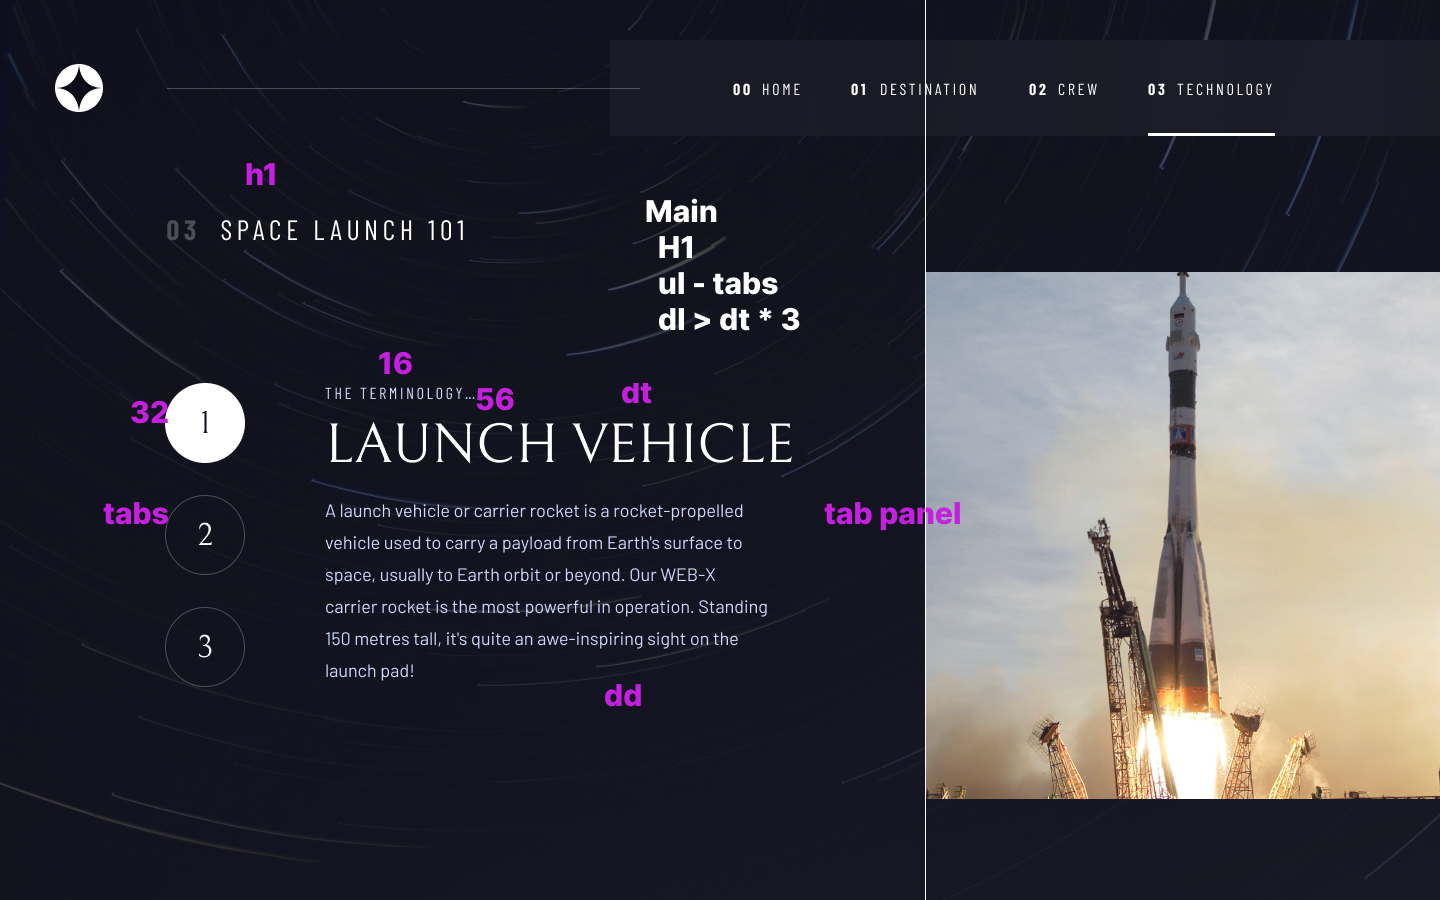 00 HOME 01 DESTINATION 02 CREW 03 TECHNOLOGY
h1
03 SPACE LAUNCH 101
Main
H1
ul - tabs
dl > dt * 3
16
THE TERMINOLOGY...
56
dt
32
1
LAUNCH VEHICLE
tabs
2
3
A launch vehicle or carrier rocket is a rocket-propelled
vehicle used to carry a payload from Earth's surface to
space, usually to Earth orbit or beyond. Our WEB-X
carrier rocket is the most powerful in operation. Standing
150 metres tall, it's quite an awe-inspiring sight on the
launch pad!
tab panel
dd